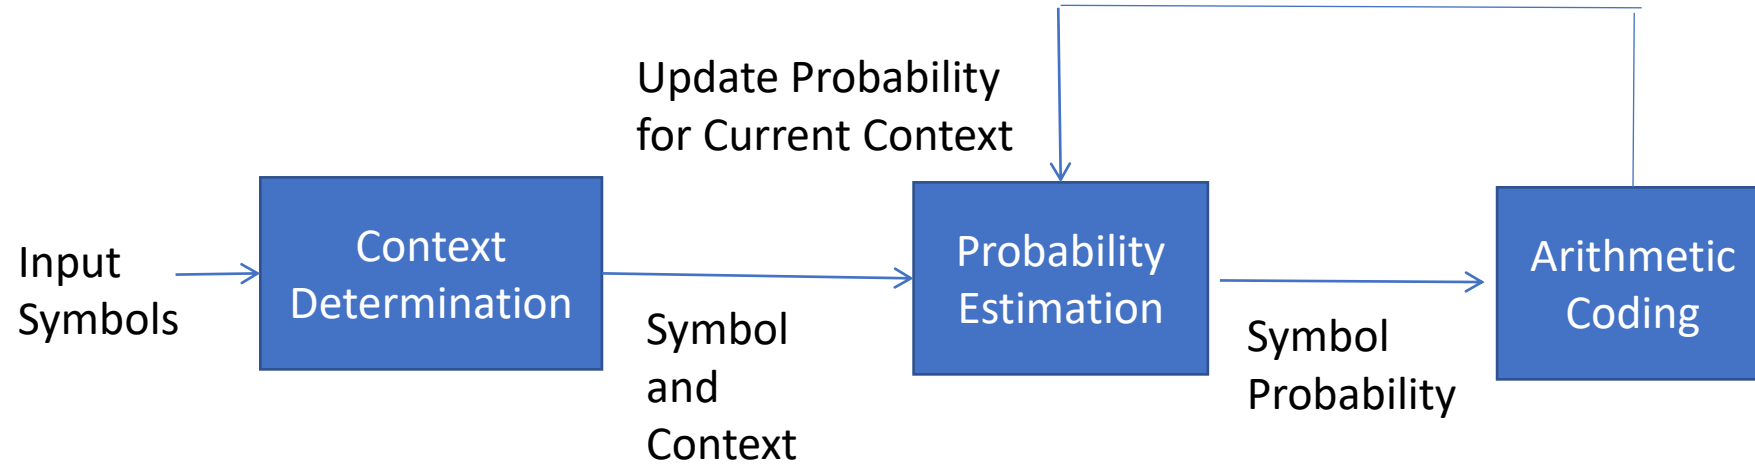 Update Probability
for Current Context
Input
Symbols
Context
Determination
Symbol
and
Context
Probability
Estimation
Symbol
Probability
Arithmetic
Coding